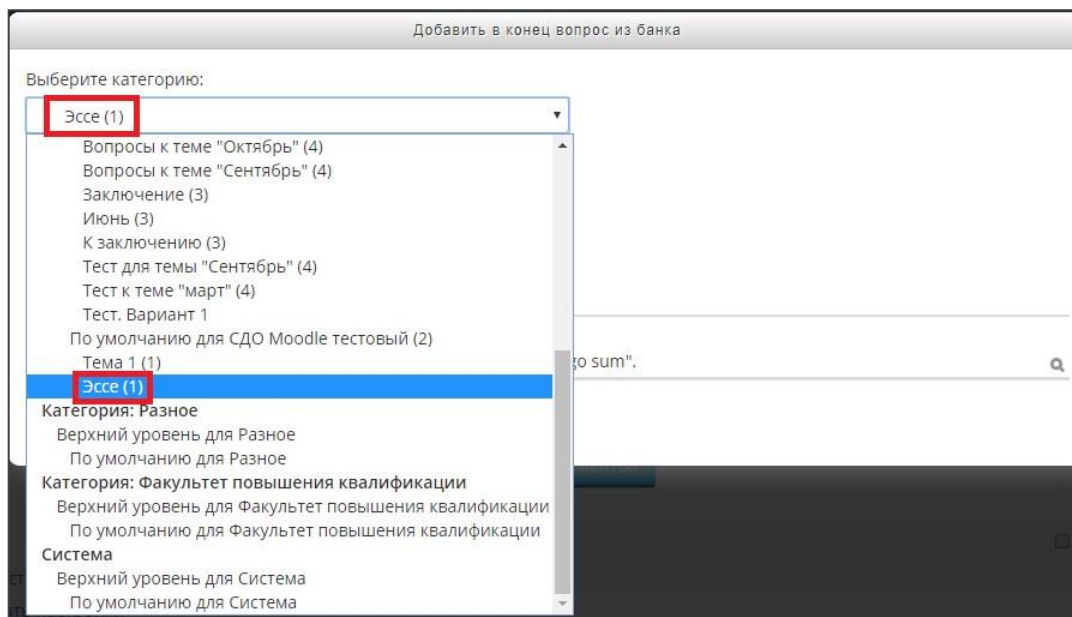 Добавить в конец вопрос из банка
Выберите категорию:
Эссе (1)
Вопросы к теме "Октябрь" (4)
Вопросы к теме "Сентябрь" (4)
Заключение (3)
Июнь (3)
К заключению (3)
Тест для темы "Сентябрь" (4)
Тест к теме "март" (4)
Тест. Вариант 1
По умолчанию для СДО Moodle тестовый (2)
Тема 1 (1)
go sum".
Эссе (1)
Категория: Разное
Верхний уровень для Разное
По умолчанию для Разное
Категория: Факультет повышения квалификации
Верхний уровень для Факультет повышения квалификации
По умолчанию для Факультет повышения квалификации
Система
Верхний уровень для Система
По умолчанию для Система